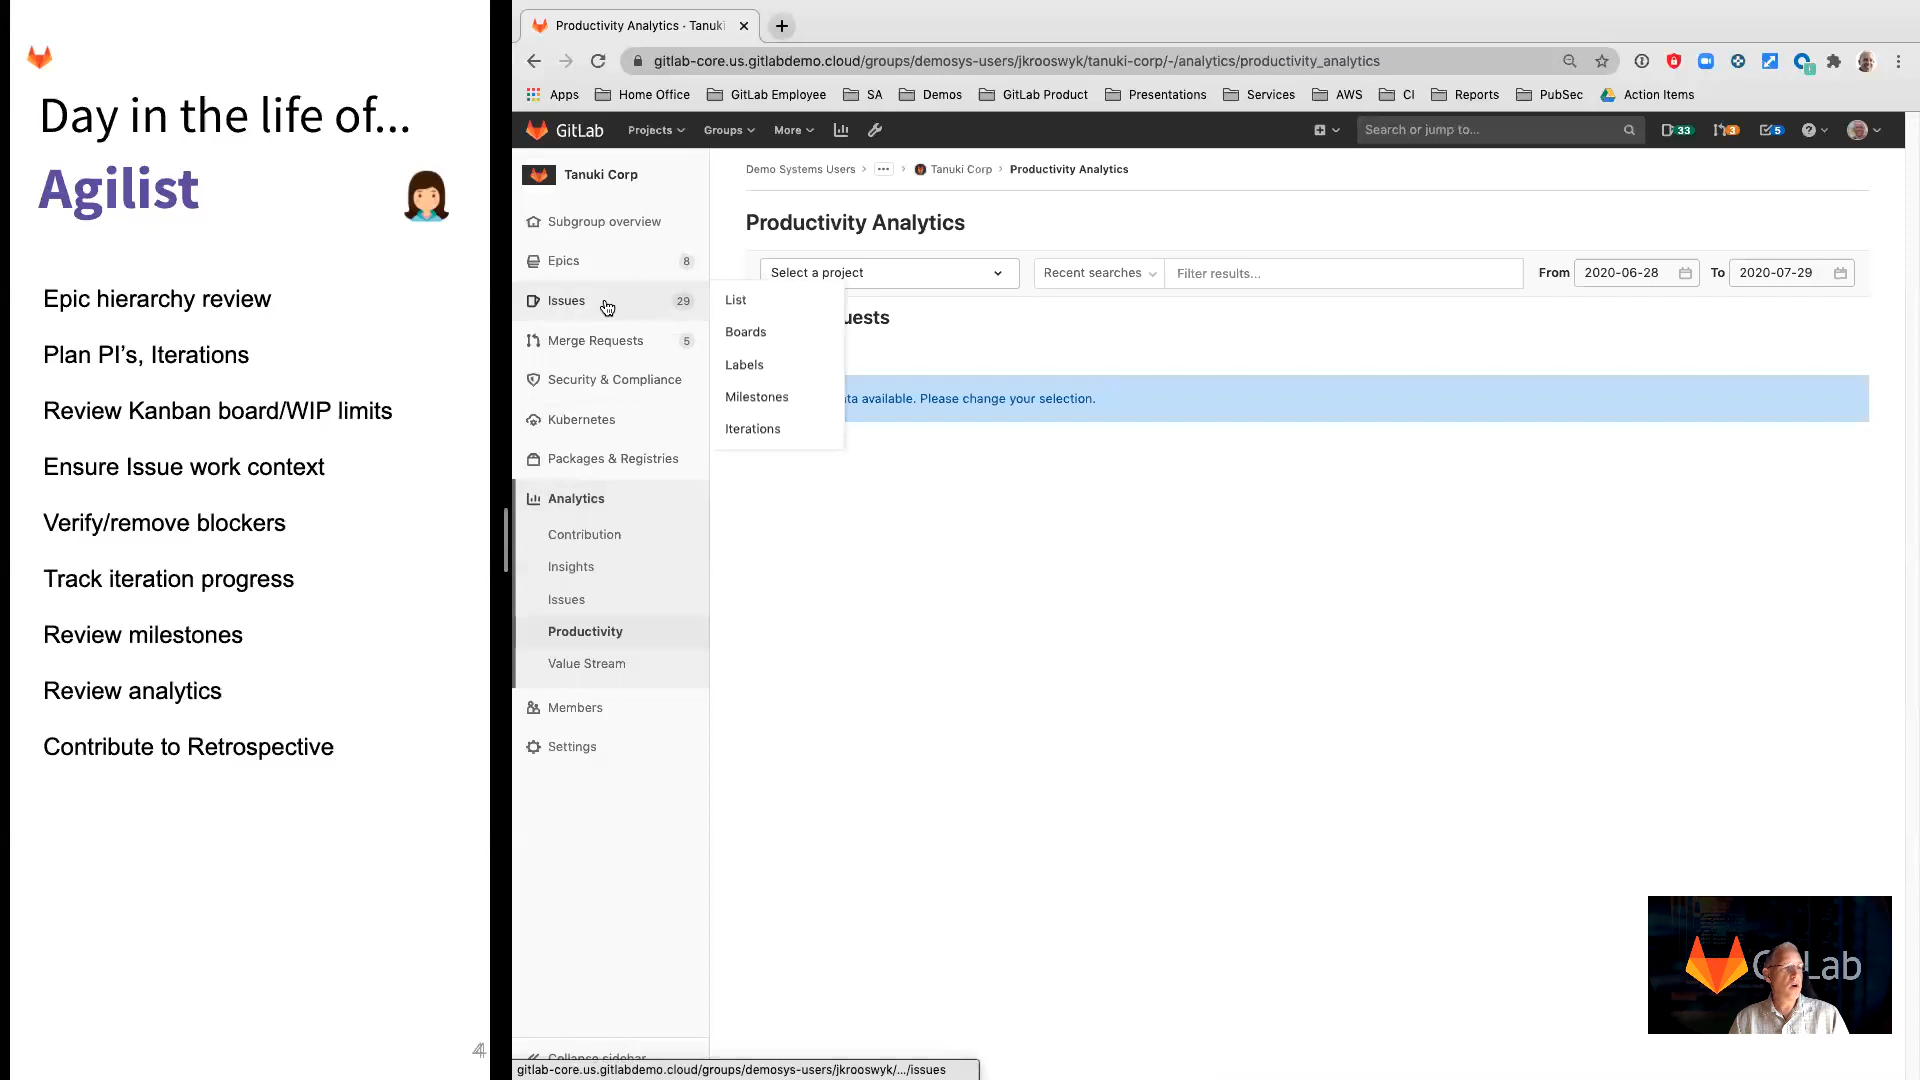 Day in the life of...
Agilist
Epic hierarchy review
Plan PI's, Iterations
Review Kanban board/WIP limits
Ensure Issue work context
Verify/remove blockers
Track iteration progress
Review milestones
Review analytics
Contribute to Retrospective
4
Productivity Analytics · Tanuki
gitlab-core.us.gitlabdemo.cloud/groups/demosys-users/jkrooswyk/tanuki-corp/-/analytics/productivity_analytics
Apps Home Office GitLab Employee SA Demos GitLab Product Presentations Services AWS CI Reports PubSec Action Items
GitLab Projects Groups More Search or jump to... 33 3 5
Tanuki Corp
Subgroup overview
Epics 8
Issues 29
Merge Requests 5
Security & Compliance
Kubernetes
Packages & Registries
Analytics
Contribution
Insights
Issues
Productivity
Value Stream
Members
Settings
Collapse sidebar
List
Boards
Labels
Milestones
Iterations
Demo Systems Users > ... > Tanuki Corp > Productivity Analytics
Productivity Analytics
Select a project Recent searches Filter results... From 2020-06-28 To 2020-07-29
uests
ta available. Please change your selection.
gitlab-core.us.gitlabdemo.cloud/groups/demosys-users/jkrooswyk/.../issues